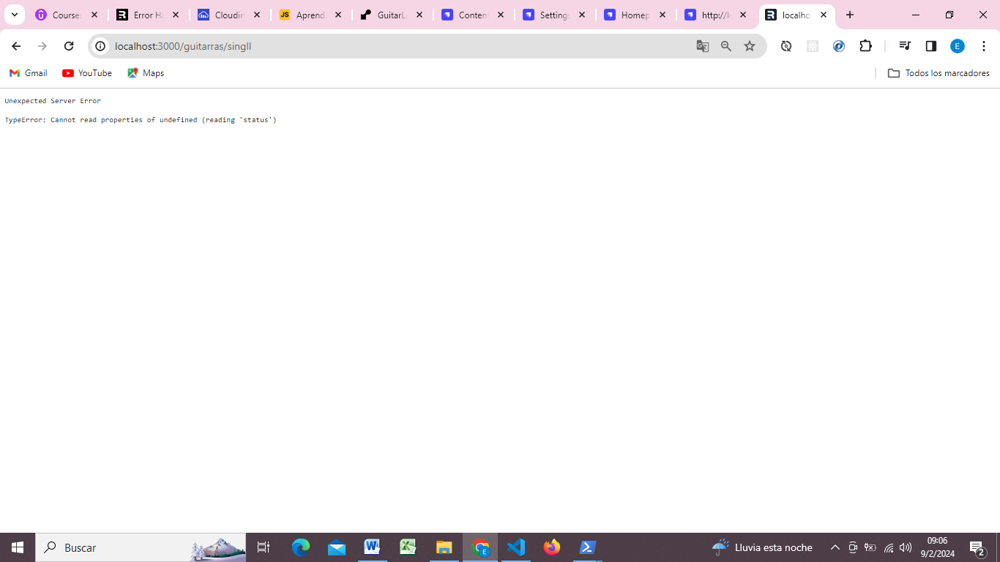 Course
Error Ha
Cloudin
JS
Aprend
GuitarL
Content
Setting
Homep
http://l
localho
localhost:3000/guitarras/singll
E
Gmail
YouTube
Maps
Todos los marcadores
Unexpected Server Error
TypeError: Cannot read properties of undefined (reading 'status')
Buscar
E
Lluvia esta noche
09:06
9/2/2024
2